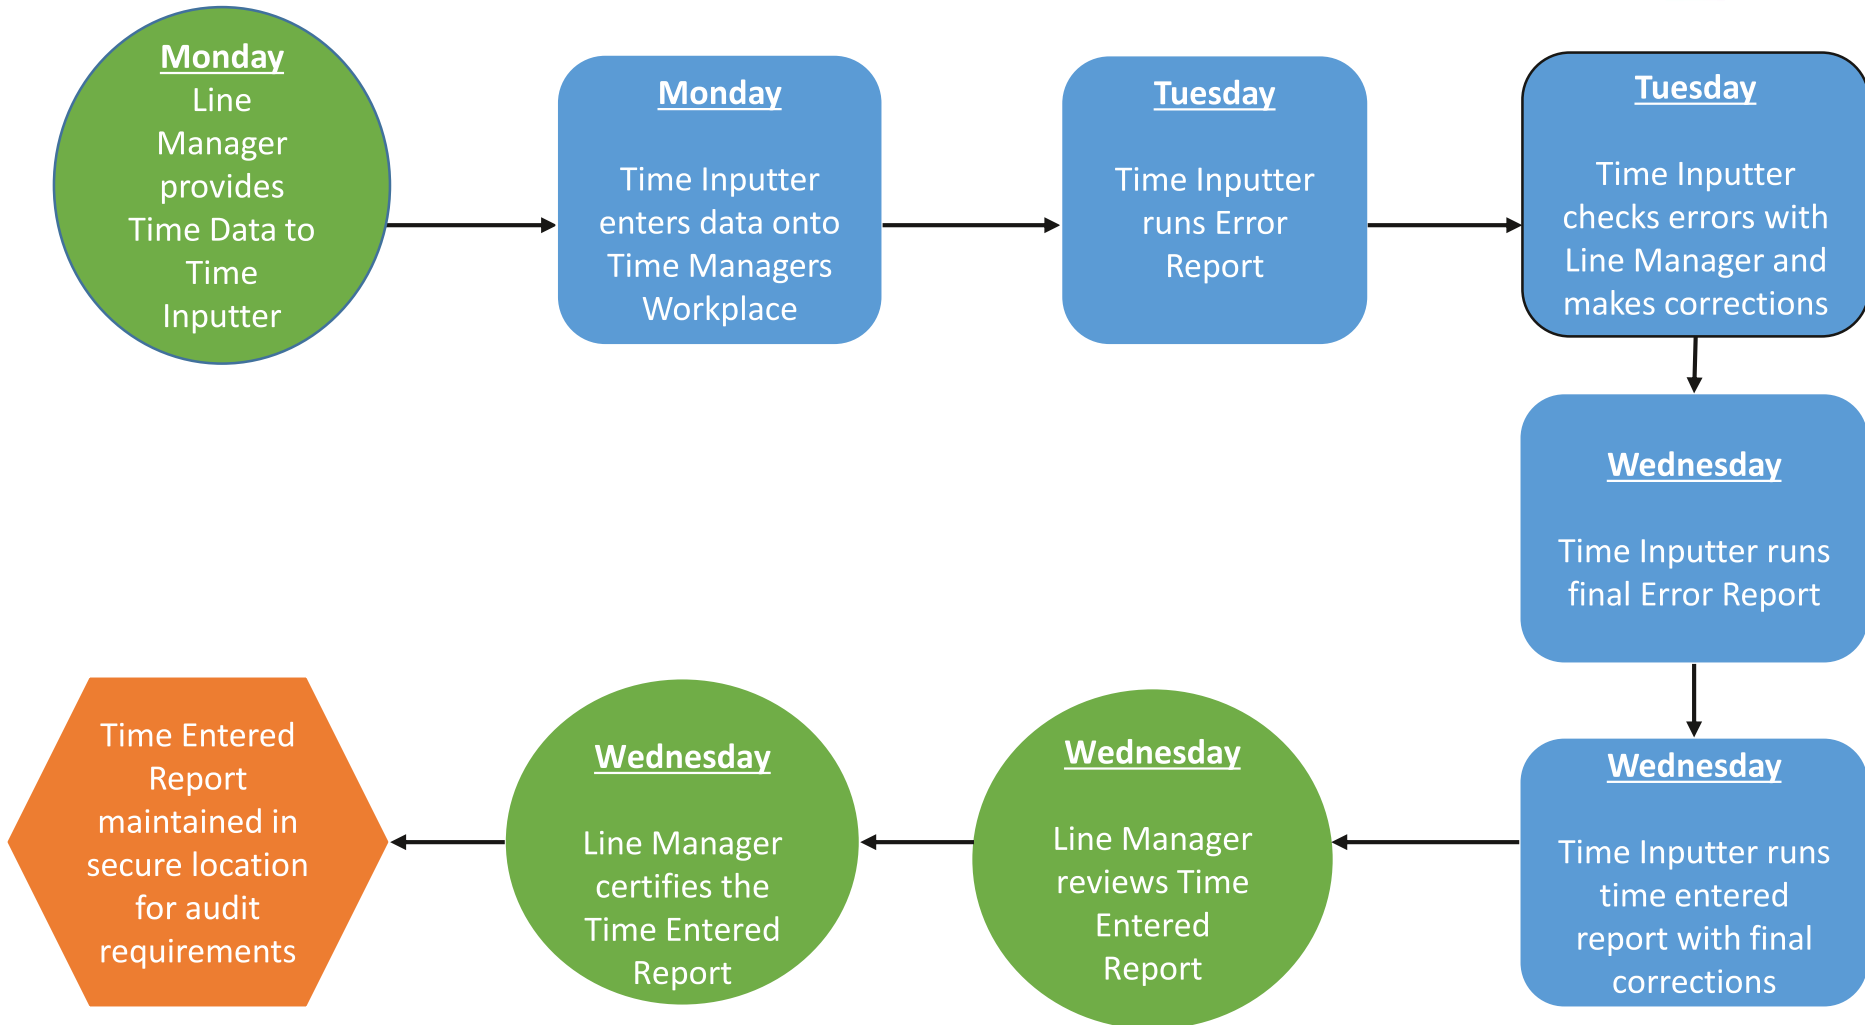 Monday
Line
Manager
provides
Time Data to
Time
Inputter
Monday
Time Inputter
enters data onto
Time Managers
Workplace
Tuesday
Time Inputter
runs Error
Report
Tuesday
Time Inputter
checks errors with
Line Manager and
makes corrections
Wednesday
Time Inputter runs
final Error Report
Wednesday
Time Inputter runs
time entered
report with final
corrections
Wednesday
Line Manager
reviews Time
Entered
Report
Wednesday
Line Manager
certifies the
Time Entered
Report
Time Entered
Report
maintained in
secure location
for audit
requirements